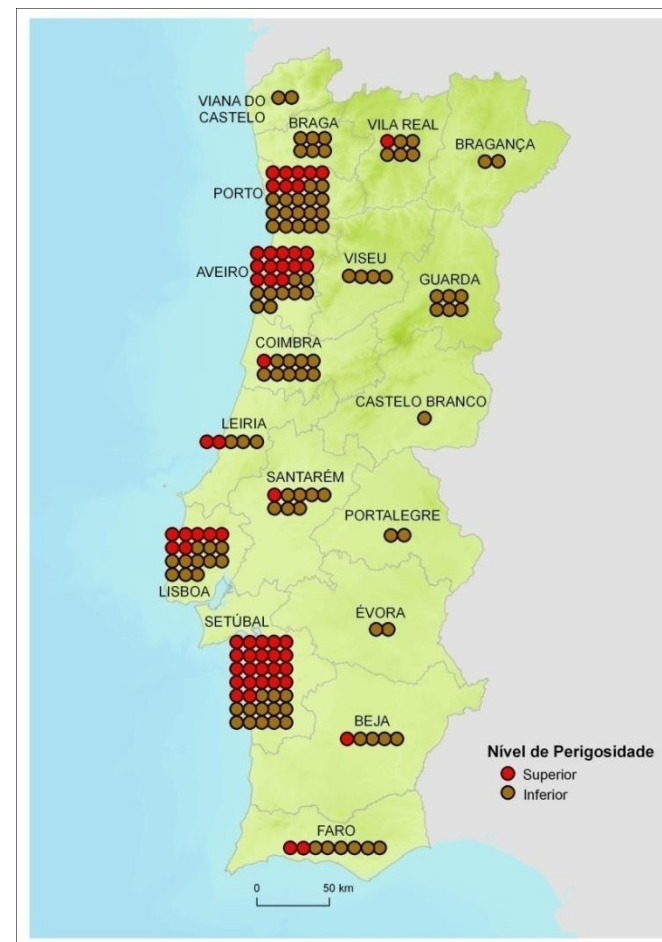 VIANA DO
CASTELO
BRAGA
VILA REAL
BRAGANÇA
PORTO
AVEIRO
VISEU
GUARDA
COIMBRA
CASTELO BRANCO
LEIRIA
SANTARÉM
PORTALEGRE
LISBOA
SETÚBAL
ÉVORA
BEJA
Nível de Perigosidade
Superior
Inferior
FARO
0 50 km